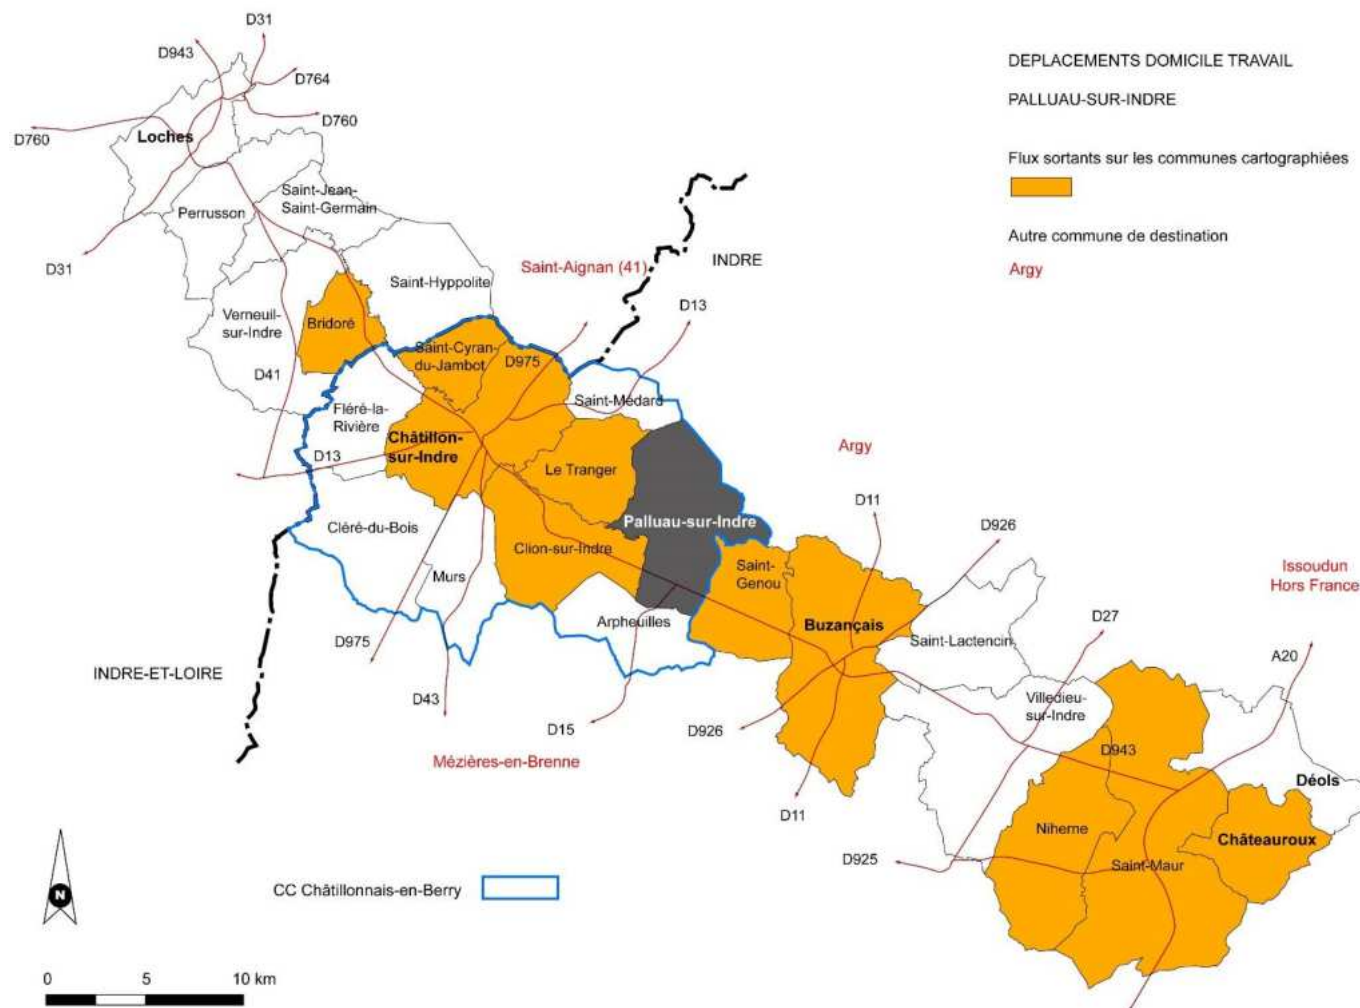 D31
D943
D764
D760
D760
Loches
Saint-Jean-
Saint-Germain
Perrusson
D31
Saint-Hyppolite
Saint-Aignan (41)
INDRE
D13
Verneuil-
sur-Indre
Bridoré
Saint-Cyran-
du-Jambot
D975
D41
Saint-Médard
Fléré-la-
Rivière
Châtillon-
sur-Indre
D13
Le Tranger
Argy
D11
D926
Palluau-sur-Indre
Cléré-du-Bois
Clion-sur-Indre
Saint-
Genou
Murs
Issoudun
Hors France
Arpheuilles
Buzançais
Saint-Lactencin
D27
D975
INDRE-ET-LOIRE
A20
D43
D15
D926
Villedieu-
sur-Indre
Mézières-en-Brenne
D943
Déols
D11
Niherne
Châteauroux
D925
Saint-Maur
DEPLACEMENTS DOMICILE TRAVAIL
PALLUAU-SUR-INDRE
Flux sortants sur les communes cartographiées
Autre commune de destination
Argy
CC Châtillonnais-en-Berry
N
0 5 10 km